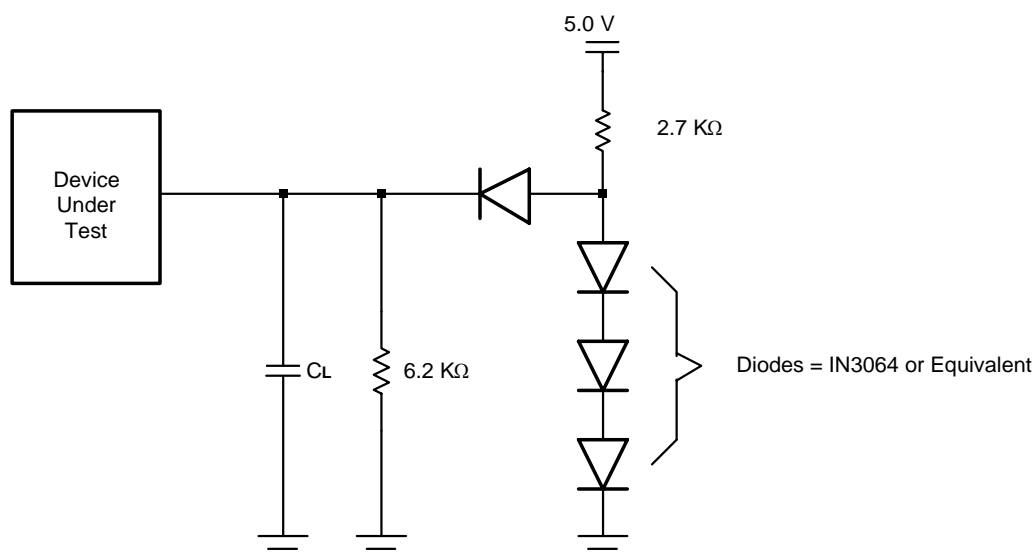 5.0 V
2.7 KΩ
Device
Under
Test
CL
6.2 KΩ
Diodes = IN3064 or Equivalent